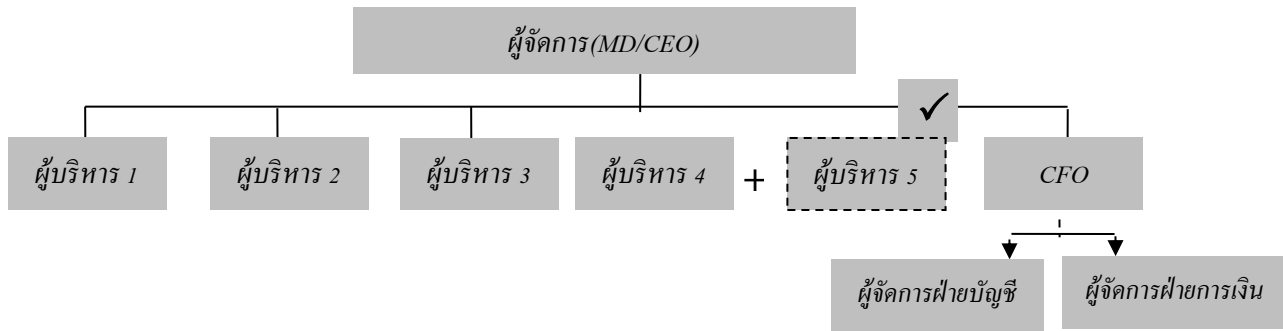 ผู้จัดการ(MD/CEO)
✓
ผู้บริหาร 1
ผู้บริหาร 2
ผู้บริหาร 3
ผู้บริหาร 4
+
ผู้บริหาร 5
CFO
ผู้จัดการฝ่ายบัญชี
ผู้จัดการฝ่ายการเงิน